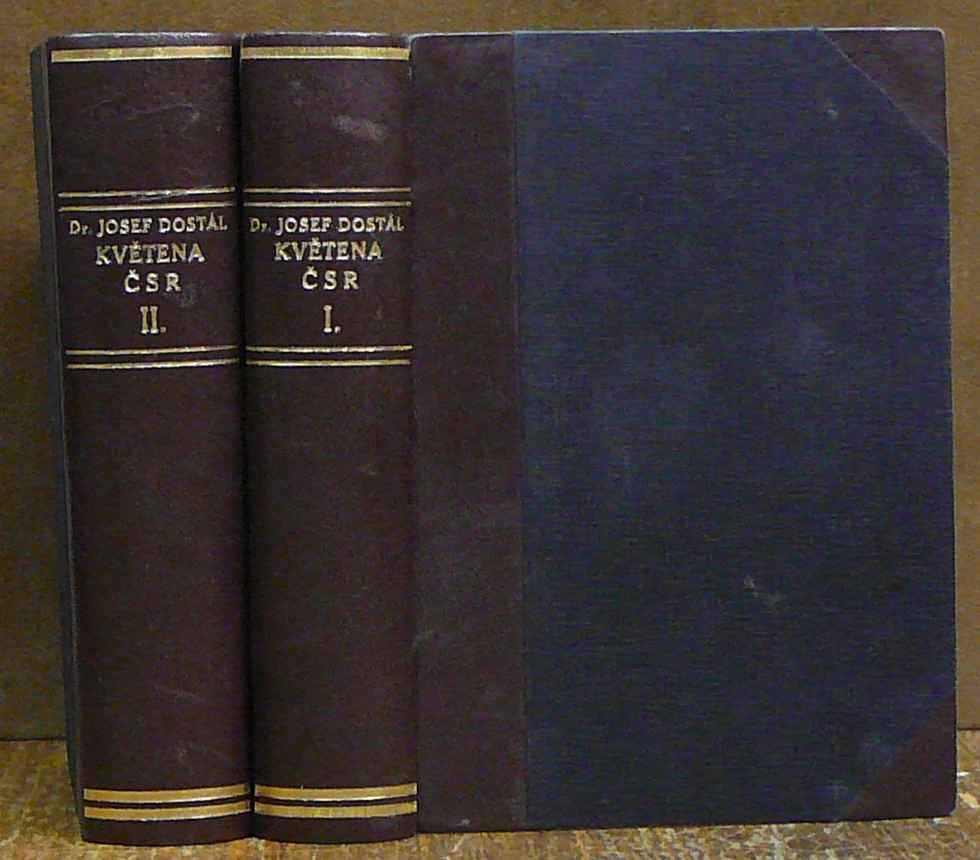 Dr. JOSEF DOSTÁL
KVĚTENA
ČSR
II.
Dr. JOSEF DOSTÁL
KVĚTENA
ČSR
I.